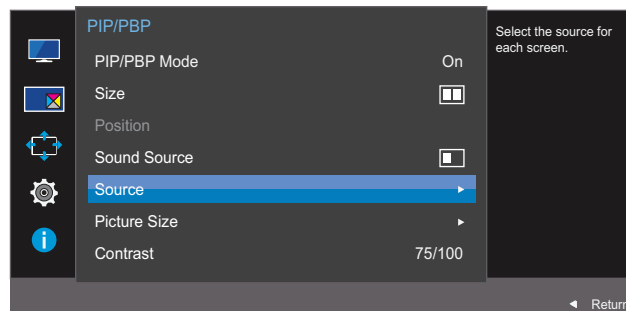 PIP/PBP
PIP/PBP Mode On
Size
Position
Sound Source
Source
Picture Size
Contrast 75/100
Select the source for
each screen.
Return